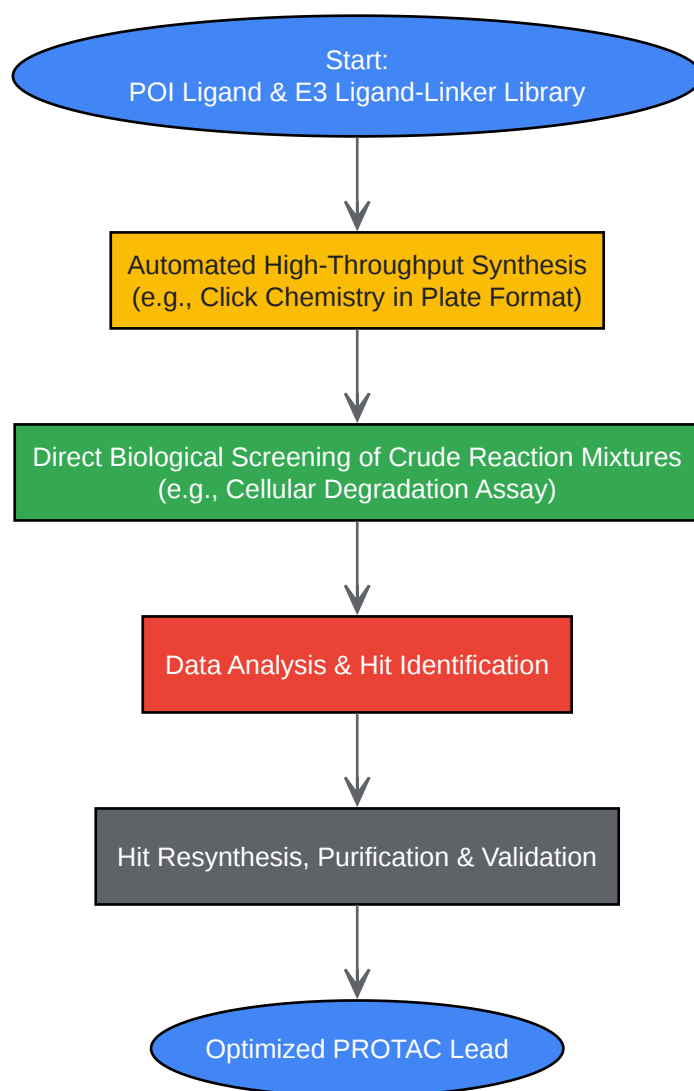 Start:
POI Ligand & E3 Ligand-Linker Library
Automated High-Throughput Synthesis
(e.g., Click Chemistry in Plate Format)
Direct Biological Screening of Crude Reaction Mixtures
(e.g., Cellular Degradation Assay)
Data Analysis & Hit Identification
Hit Resynthesis, Purification & Validation
Optimized PROTAC Lead